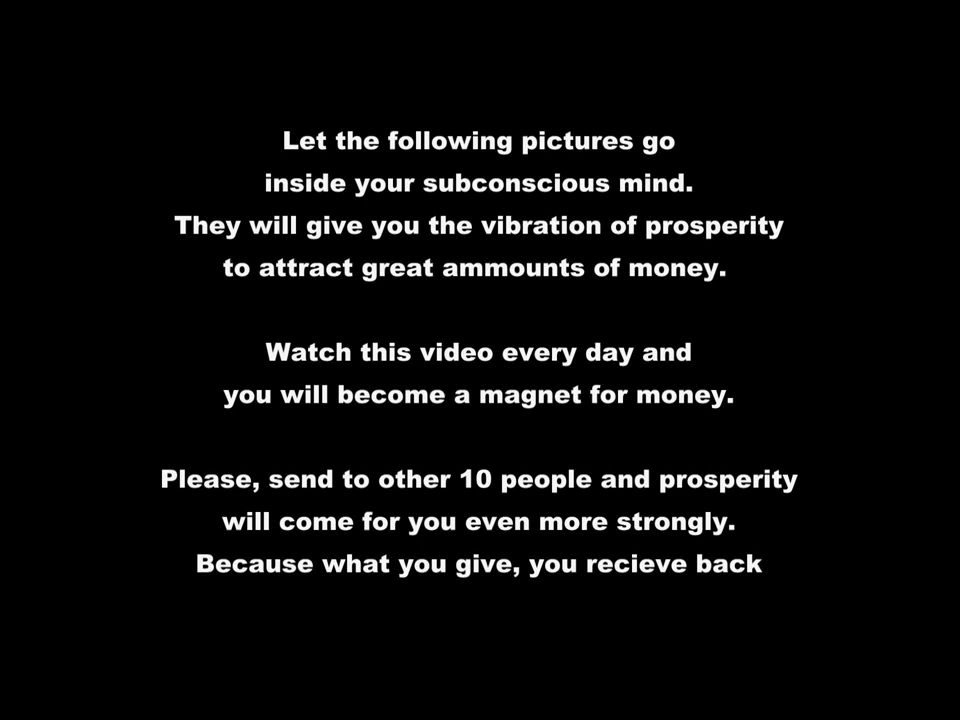 Let the following pictures go
inside your subconscious mind.
They will give you the vibration of prosperity
to attract great ammounts of money.
Watch this video every day and
you will become a magnet for money.
Please, send to other 10 people and prosperity
will come for you even more strongly.
Because what you give, you recieve back